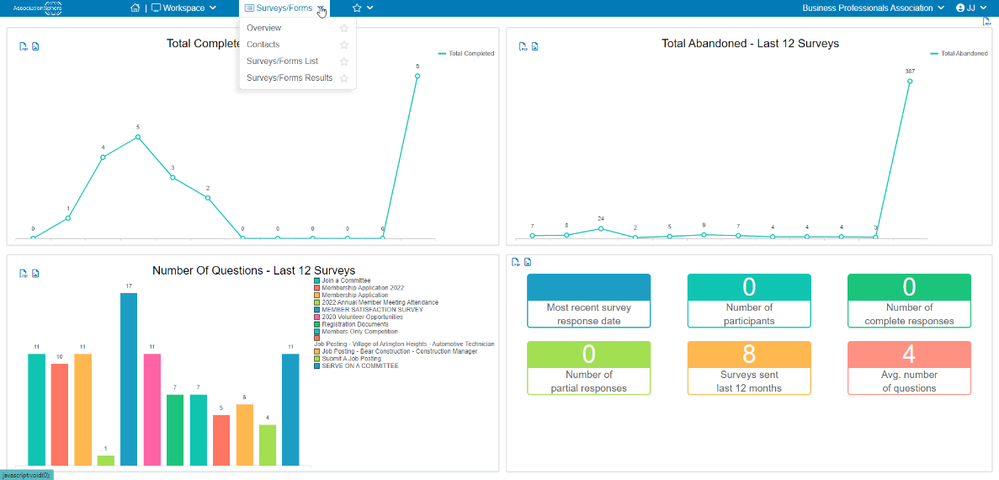 AssociationSphere
Workspace
Surveys/Forms
Business Professionals Association
JJ
Overview
Contacts
Surveys/Forms List
Surveys/Forms Results
Total Complete
Total Completed
0
1
4
5
3
2
0
0
0
0
0
8
Total Abandoned - Last 12 Surveys
Total Abandoned
7
8
24
2
5
9
7
4
4
4
3
387
Number Of Questions - Last 12 Surveys
Join a Committee
Membership Application 2022
Membership Application
2022 Annual Member Meeting Attendance
MEMBER SATISFACTION SURVEY
2020 Volunteer Opportunities
Registration Documents
Members Only Competition
Job Posting - Village of Arlington Heights - Automotive Technician
Job Posting - Bear Construction - Construction Manager
Submit A Job Posting
SERVE ON A COMMITTEE
11
10
11
1
17
11
7
7
5
6
4
11
Most recent survey
response date
0
Number of
participants
0
Number of
complete responses
0
Number of
partial responses
8
Surveys sent
last 12 months
4
Avg. number
of questions
javascript:void(0);